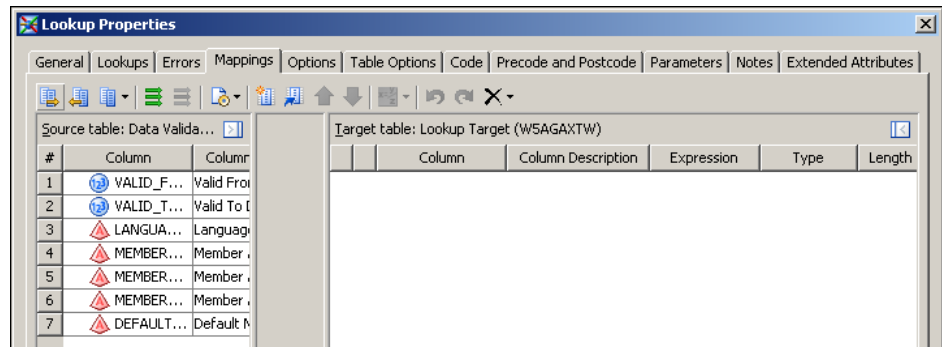 Lookup Properties
General Lookups Errors Mappings Options Table Options Code Precode and Postcode Parameters Notes Extended Attributes
Source table: Data Valida... Target table: Lookup Target (W5AGAXTW)
# Column Column Column Description Expression Type Length
1 VALID_F... Valid From
2 VALID_T... Valid To D
3 LANGUA... Language
4 MEMBER... Member A
5 MEMBER... Member A
6 MEMBER... Member A
7 DEFAULT... Default M